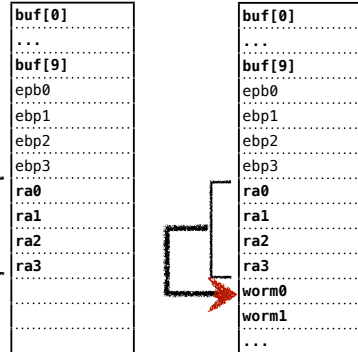 buf[0]
...
buf[9]
epb0
ebp1
ebp2
ebp3
ra0
ra1
ra2
ra3
buf[0]
...
buf[9]
epb0
ebp1
ebp2
ebp3
ra0
ra1
ra2
ra3
worm0
worm1
...